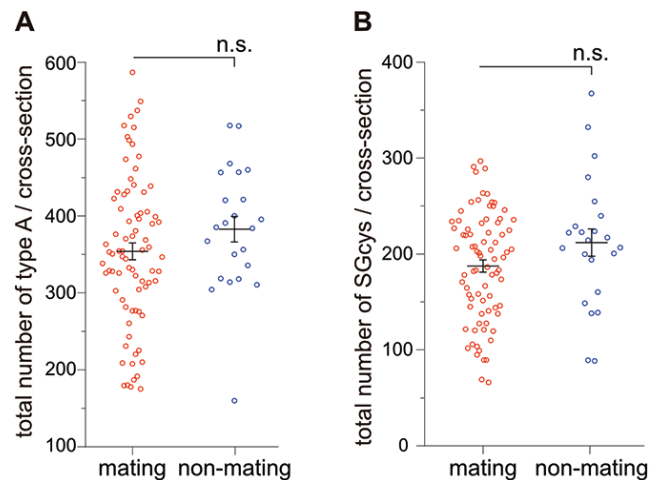 A
n.s.
total number of type A / cross-section
600
500
400
300
200
100
mating non-mating
B
n.s.
total number of SGcys / cross-section
400
300
200
100
0
mating non-mating